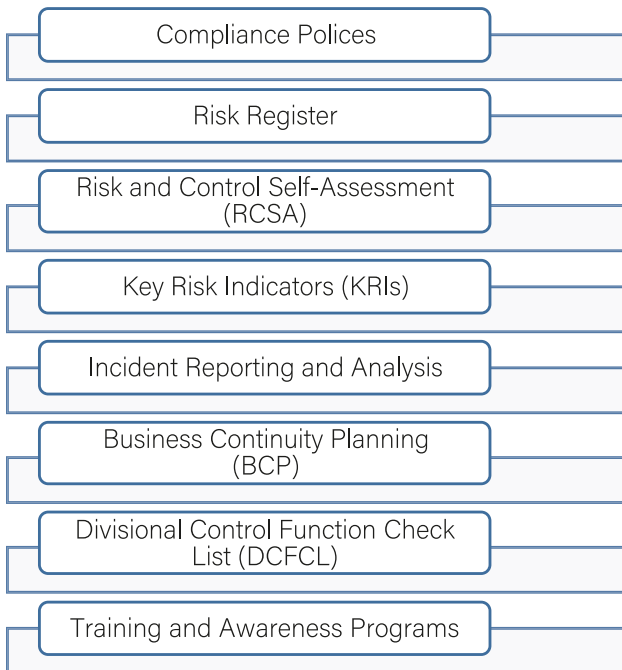 Compliance Polices
Risk Register
Risk and Control Self-Assessment
(RCSA)
Key Risk Indicators (KRIs)
Incident Reporting and Analysis
Business Continuity Planning
(BCP)
Divisional Control Function Check
List (DCFCL)
Training and Awareness Programs